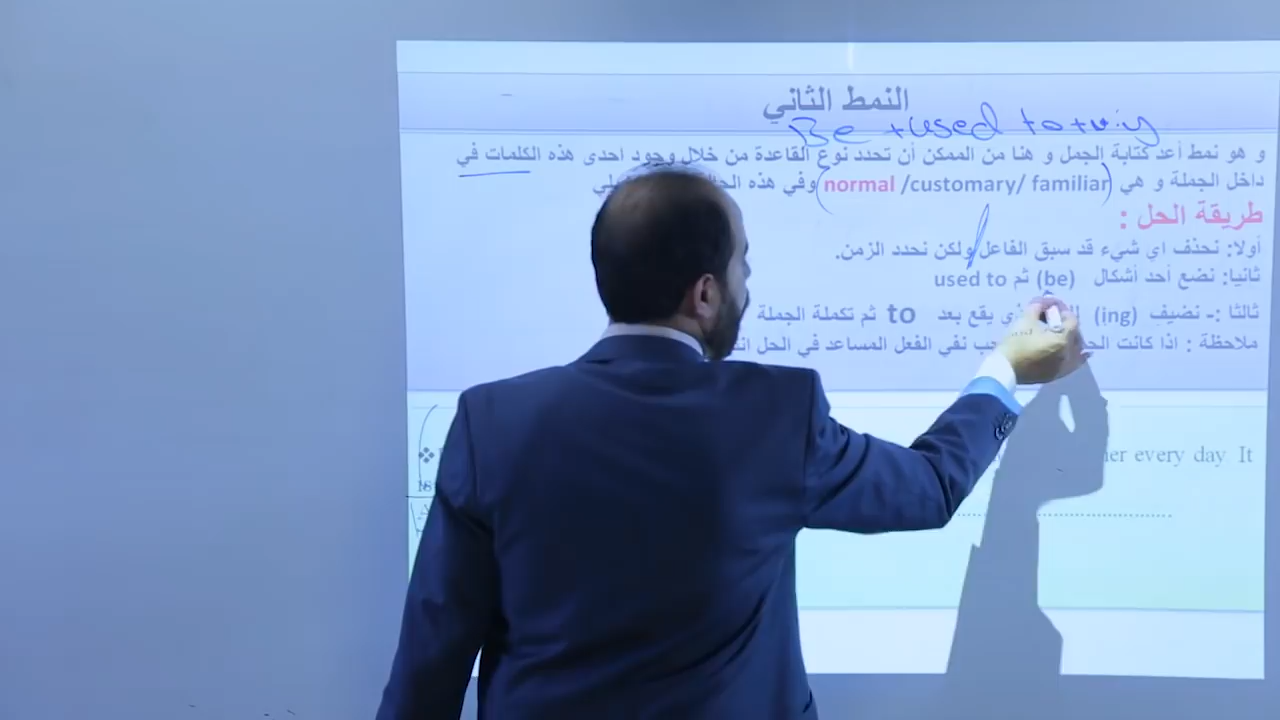 النمط الثاني
Be + used to + v ing
و هو نمط أعد كتابة الجمل و هنا من الممكن أن تحدد نوع القاعدة من خلال وجود احدى هذه الكلمات في
داخل الجملة و هي (normal /customary/ familiar) وفي هذه
طريقة الحل :
أولا: نحذف اي شيء قد سبق الفاعل ولكن نحدد الزمن.
ثانيا: نضع أحد أشكال (be) ثم used to
ثالثا :- نضيف (ing) يقع بعد to ثم تكملة الجملة
ملاحظة : اذا كانت نفي الفعل المساعد في الحل
❖ her every day. It